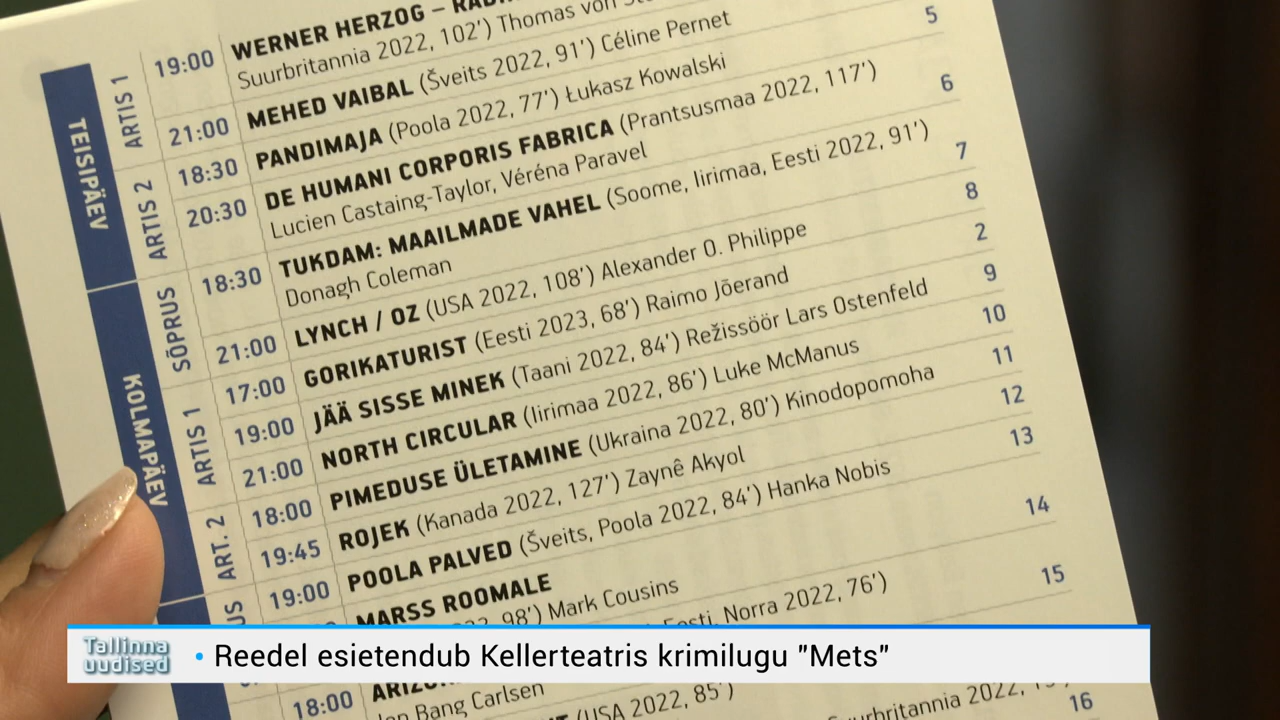 TEISIPÄEV
ARTIS 1
19:00 WERNER HERZOG –
Suurbritannia 2022, 102') Thomas von
21:00 MEHED VAIBAL (Šveits 2022, 91') Céline Pernet
ARTIS 2
18:30 PANDIMAJA (Poola 2022, 77') Łukasz Kowalski 5
20:30 DE HUMANI CORPORIS FABRICA (Prantsusmaa 2022, 117')
Lucien Castaing-Taylor, Véréna Paravel 6
KOLMAPÄEV
SÕPRUS
18:30 TUKDAM: MAAILMADE VAHEL (Soome, Iirimaa, Eesti 2022, 91')
Donagh Coleman 7
21:00 LYNCH / OZ (USA 2022, 108') Alexander O. Philippe 8
ARTIS 1
17:00 GORIKATURIST (Eesti 2023, 68') Raimo Jõerand 2
19:00 JÄÄ SISSE MINEK (Taani 2022, 84') Režissöör Lars Ostenfeld 9
21:00 NORTH CIRCULAR (Iirimaa 2022, 86') Luke McManus 10
ART. 2
18:00 PIMEDUSE ÜLETAMINE (Ukraina 2022, 80') Kinodopomoha 11
19:45 ROJEK (Kanada 2022, 127') Zaynê Akyol 12
19:00 POOLA PALVED (Šveits, Poola 2022, 84') Hanka Nobis 13
MARSS ROOMALE
98') Mark Cousins 14
Norra 2022, 76') 15
18:00
Bang Carlsen
(USA 2022, 85')
2022,
16
Tallinna uudised
• Reedel esietendub Kellerteatris krimilugu "Mets"